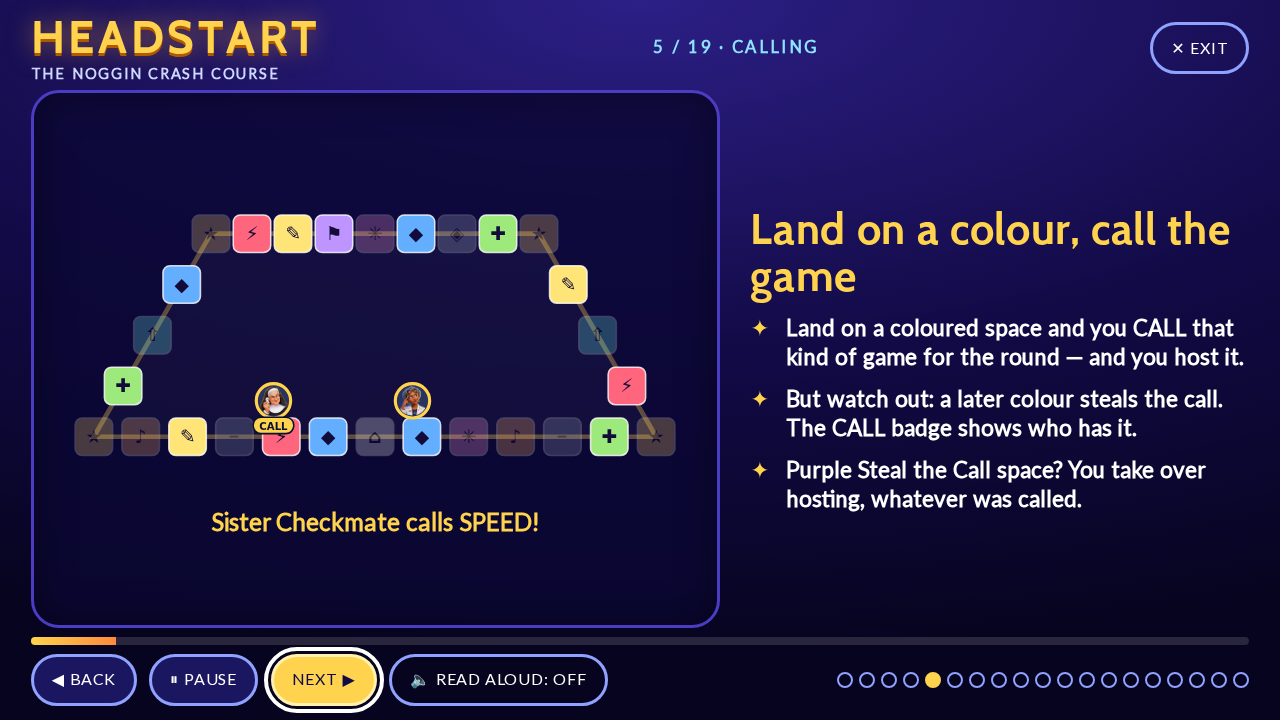 HEADSTART
THE NOGGIN CRASH COURSE
5 / 19 · CALLING
✕ EXIT
CALL
Sister Checkmate calls SPEED!
Land on a colour, call the
game
Land on a coloured space and you CALL that
kind of game for the round — and you host it.
But watch out: a later colour steals the call.
The CALL badge shows who has it.
Purple Steal the Call space? You take over
hosting, whatever was called.
◀ BACK
⏸ PAUSE
NEXT ▶
🔈 READ ALOUD: OFF